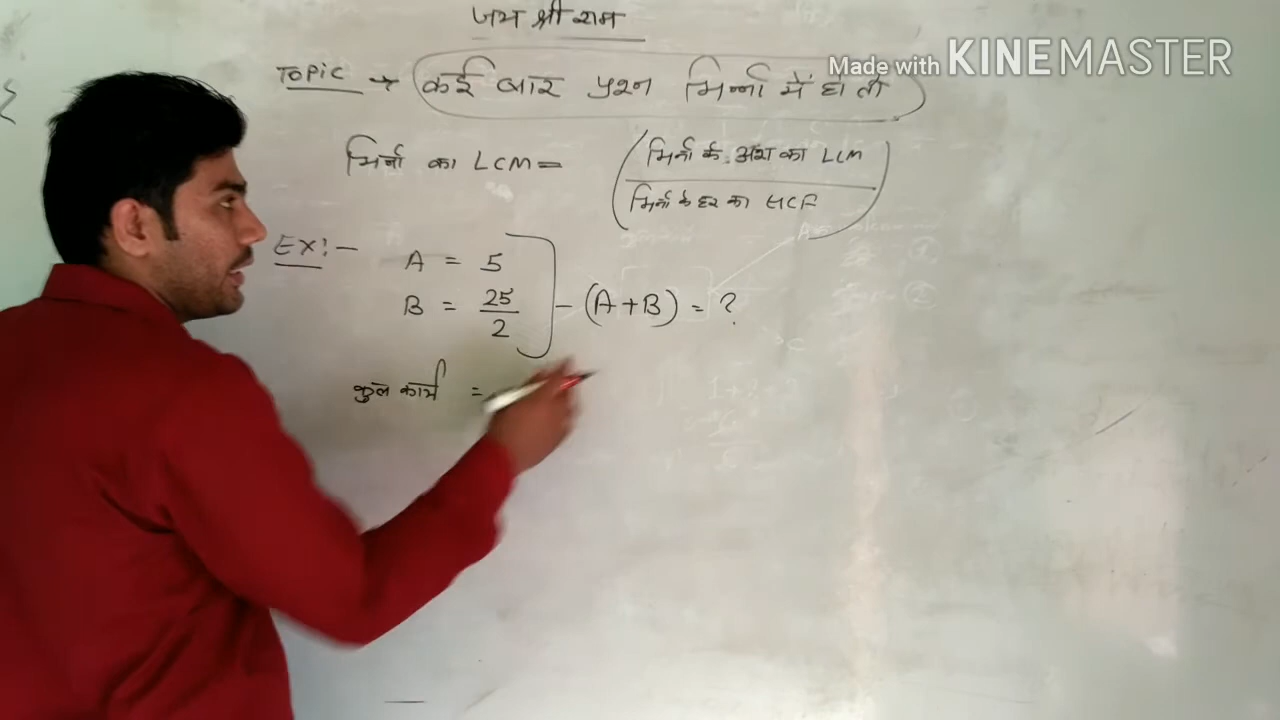 जय श्री राम
Made with KINEMASTER
TOPIC → कई बार प्रश्न भिन्नों में हो तो
भिन्नों का LCM = भिन्नों के अंश का LCM
भिन्नों के हर का HCF
EX:- A = 5
B = 25/2 - (A+B) = ?
कुल कार्य =